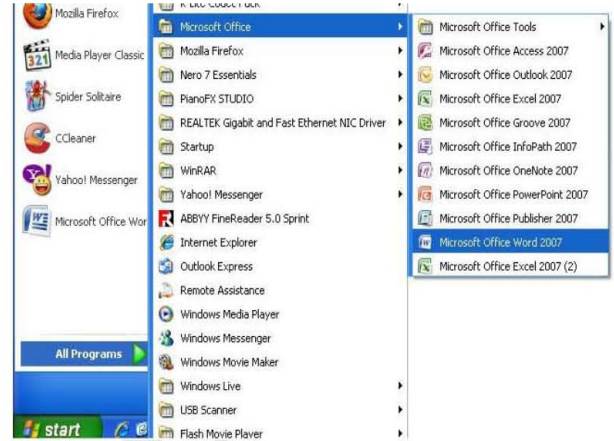 Mozilla Firefox
Media Player Classic
321
Spider Solitaire
CCleaner
Yahoo! Messenger
Microsoft Office Wor
All Programs
start
K-Lite Codec Pack
Microsoft Office
Mozilla Firefox
Nero 7 Essentials
PianoFX STUDIO
REALTEK Gigabit and Fast Ethernet NIC Driver
Startup
WinRAR
Yahoo! Messenger
ABBYY FineReader 5.0 Sprint
Internet Explorer
Outlook Express
Remote Assistance
Windows Media Player
Windows Messenger
Windows Movie Maker
Windows Live
USB Scanner
Flash Movie Player
Microsoft Office Tools
Microsoft Office Access 2007
Microsoft Office Outlook 2007
Microsoft Office Excel 2007
Microsoft Office Groove 2007
Microsoft Office InfoPath 2007
Microsoft Office OneNote 2007
Microsoft Office PowerPoint 2007
Microsoft Office Publisher 2007
Microsoft Office Word 2007
Microsoft Office Excel 2007 (2)